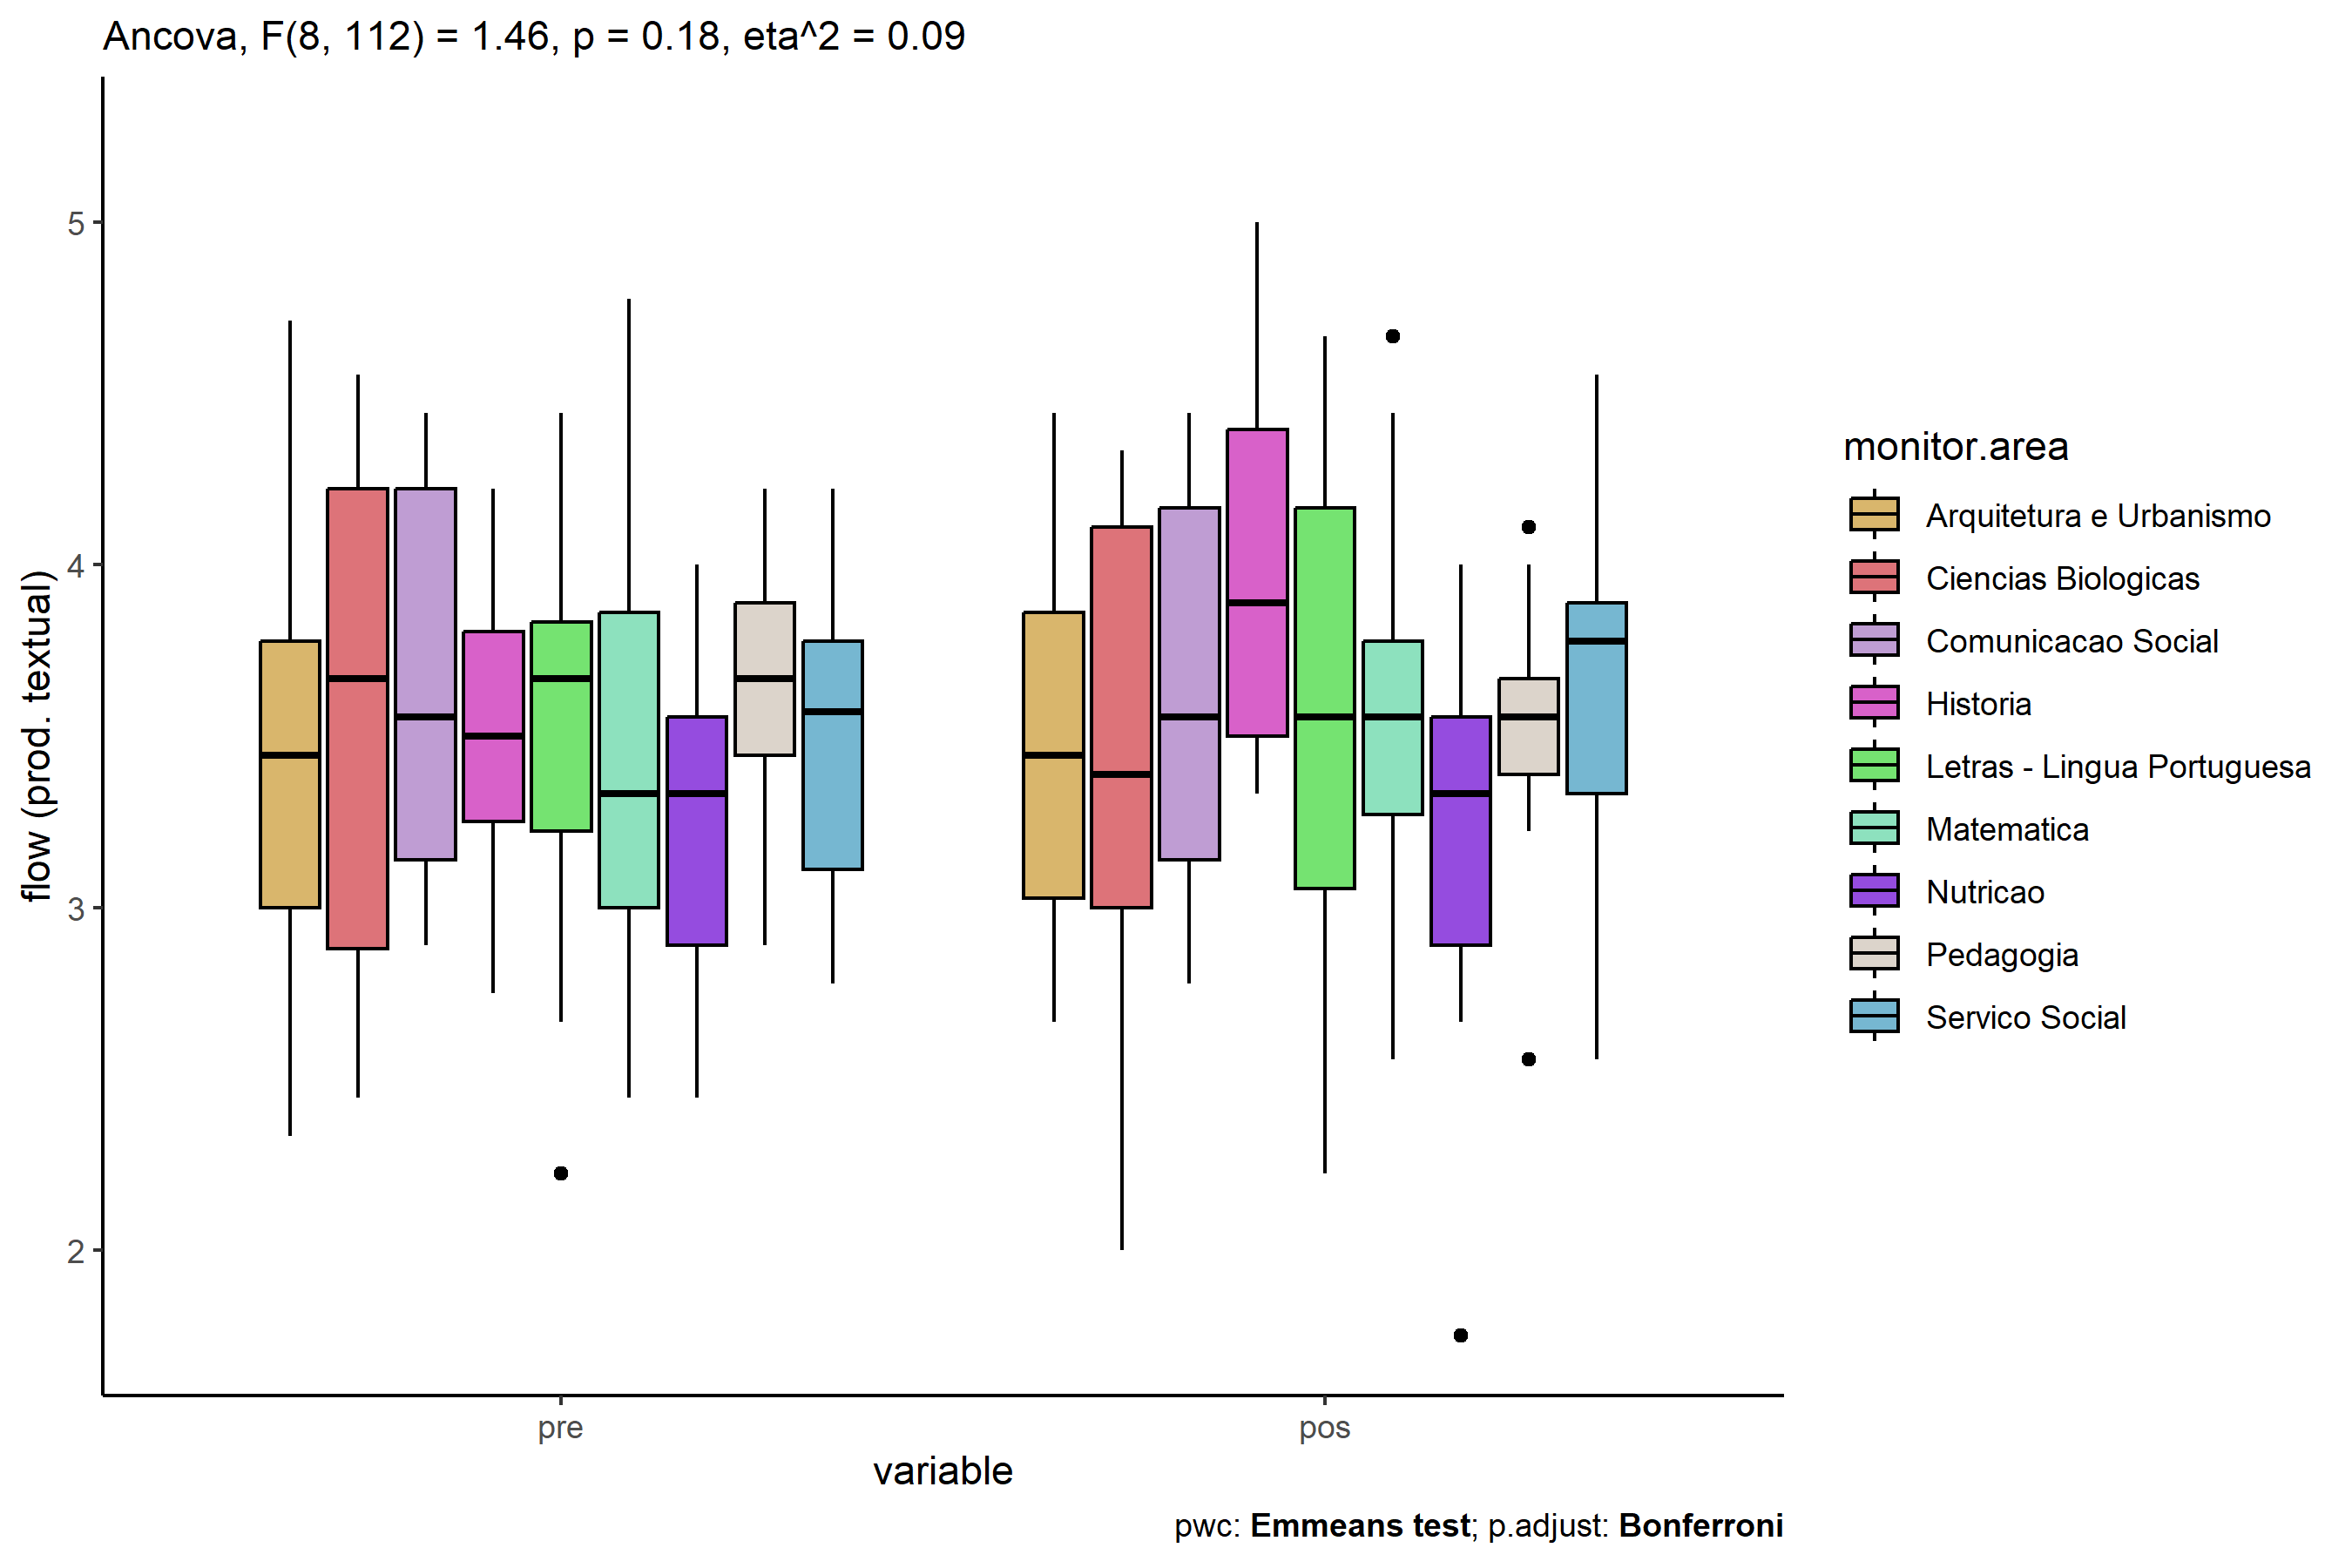 Ancova, F(8, 112) = 1.46, p = 0.18, eta^2 = 0.09
flow (prod. textual)
5
4
3
2
pre
pos
variable
pwc: Emmeans test; p.adjust: Bonferroni
monitor.area
Arquitetura e Urbanismo
Ciencias Biologicas
Comunicacao Social
Historia
Letras - Lingua Portuguesa
Matematica
Nutricao
Pedagogia
Servico Social